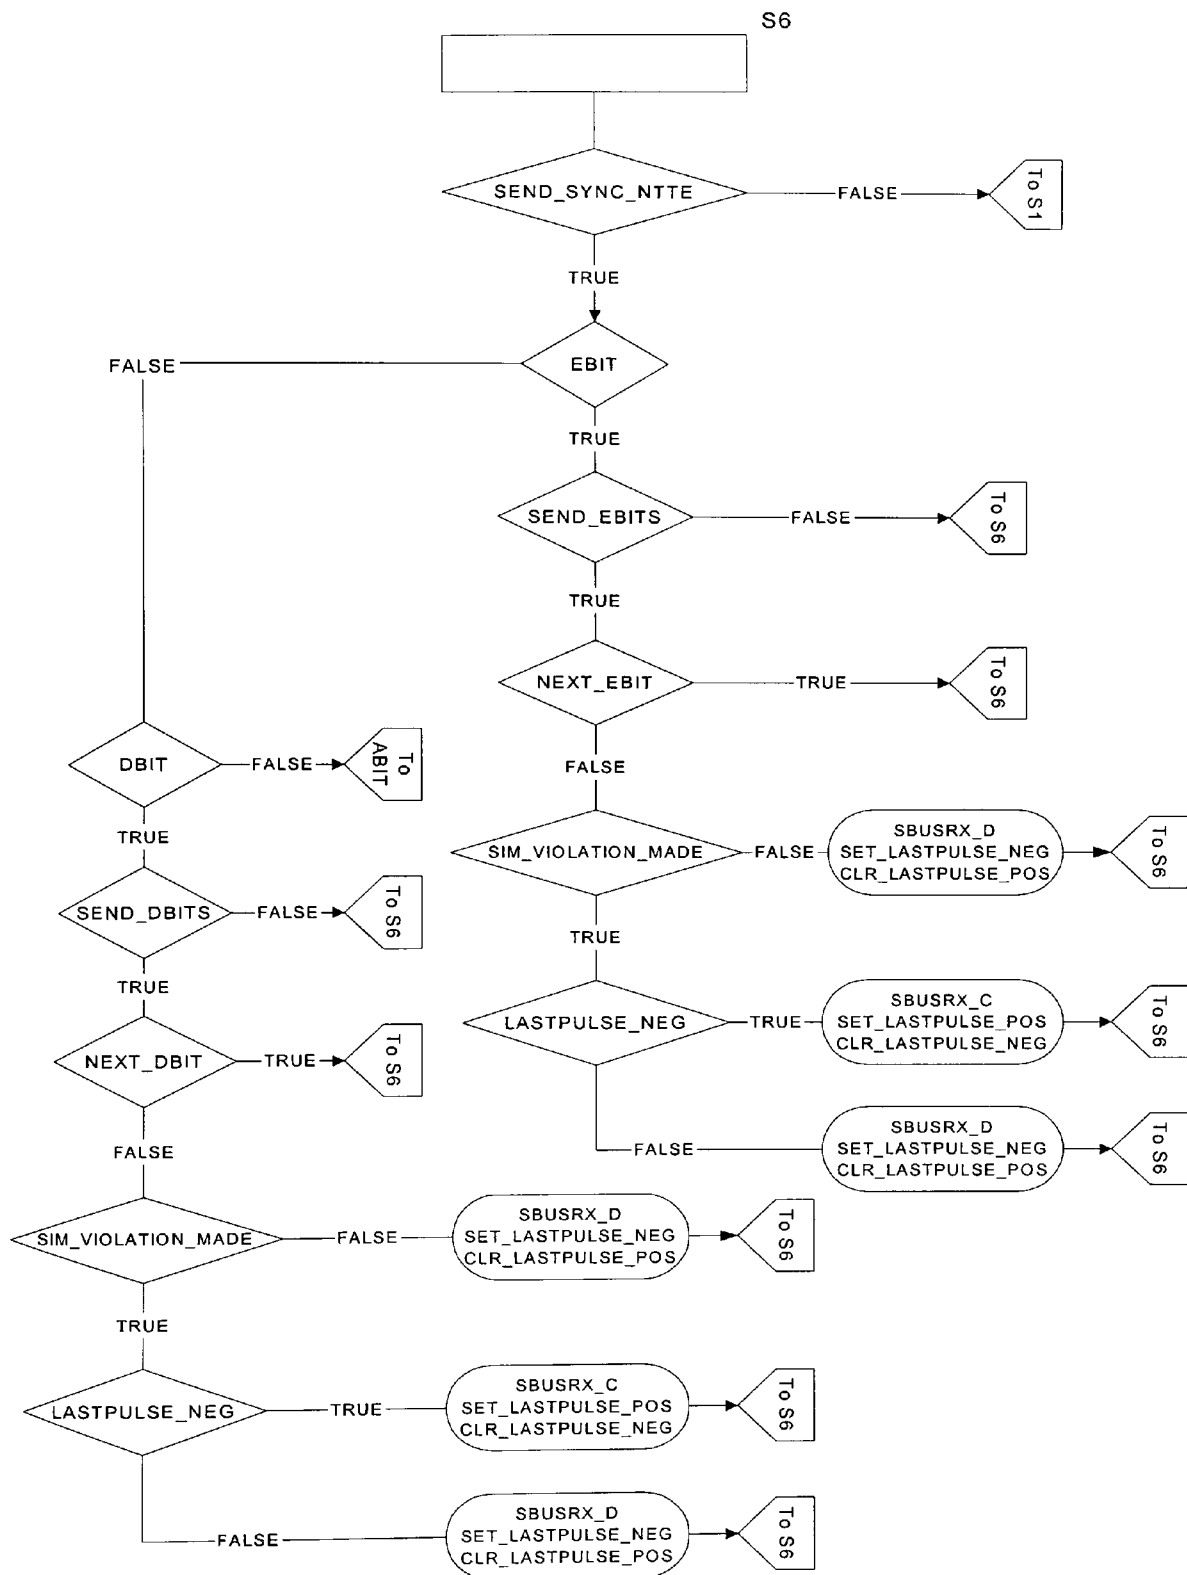 S6
SEND_SYNC_NTTE
FALSE
To S1
TRUE
FALSE
EBIT
TRUE
SEND_EBITS
FALSE
To S6
TRUE
NEXT_EBIT
TRUE
To S6
FALSE
DBIT
FALSE
To
ABIT
TRUE
SIM_VIOLATION_MADE
FALSE
SBUSRX_D
SET_LASTPULSE_NEG
CLR_LASTPULSE_POS
To S6
SEND_DBITS
FALSE
To S6
TRUE
TRUE
LASTPULSE_NEG
TRUE
SBUSRX_C
SET_LASTPULSE_POS
CLR_LASTPULSE_NEG
To S6
NEXT_DBIT
TRUE
To S6
FALSE
FALSE
SBUSRX_D
SET_LASTPULSE_NEG
CLR_LASTPULSE_POS
To S6
SIM_VIOLATION_MADE
FALSE
SBUSRX_D
SET_LASTPULSE_NEG
CLR_LASTPULSE_POS
To S6
TRUE
LASTPULSE_NEG
TRUE
SBUSRX_C
SET_LASTPULSE_POS
CLR_LASTPULSE_NEG
To S6
FALSE
SBUSRX_D
SET_LASTPULSE_NEG
CLR_LASTPULSE_POS
To S6